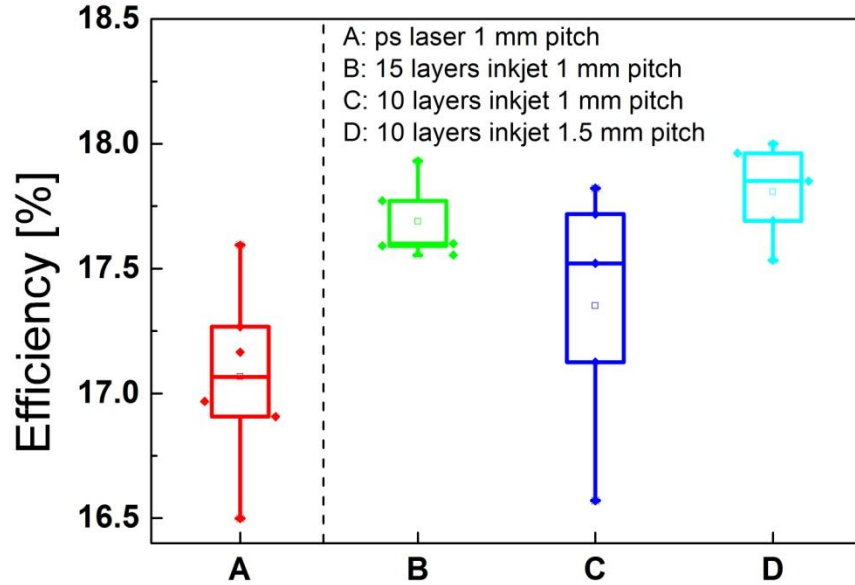 18.5
18.0
17.5
17.0
16.5
Efficiency [%]
A: ps laser 1 mm pitch
B: 15 layers inkjet 1 mm pitch
C: 10 layers inkjet 1 mm pitch
D: 10 layers inkjet 1.5 mm pitch
A B C D